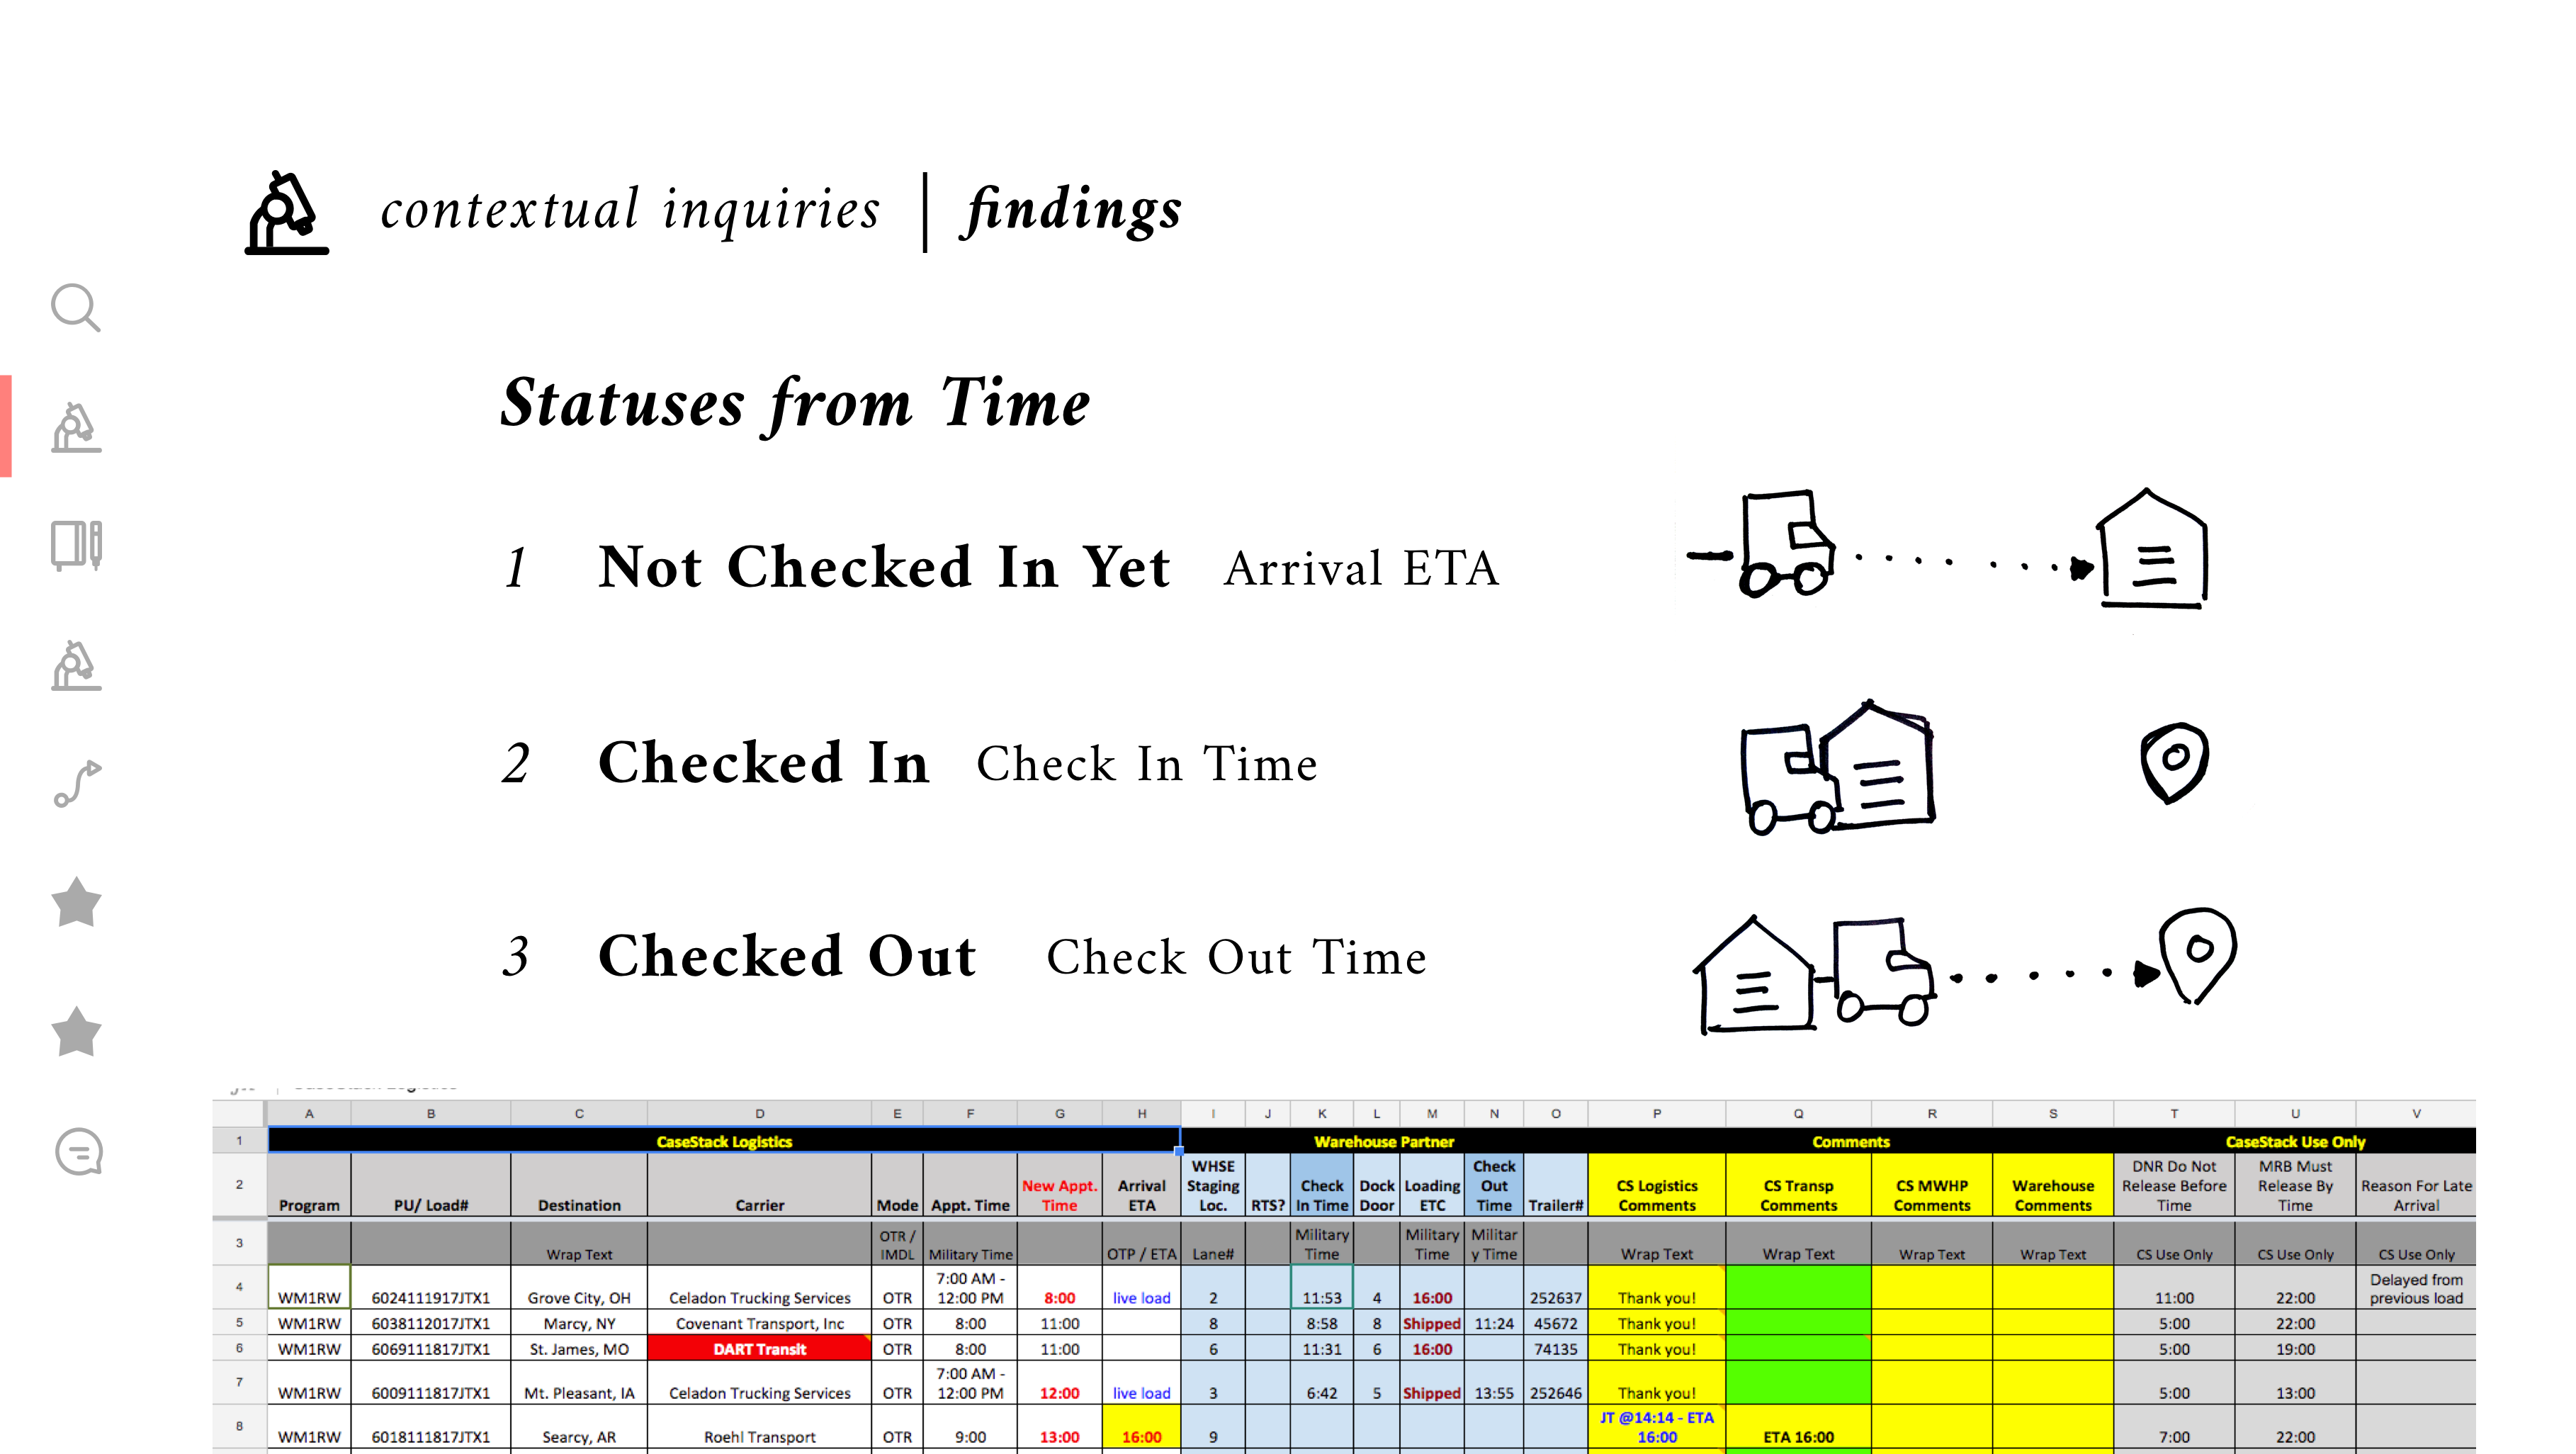 contextual inquiries | findings
Statuses from Time
1 Not Checked In Yet Arrival ETA
2 Checked In Check In Time
3 Checked Out Check Out Time
A B C D E F G H I J K L M N O P Q R S T U V
1 CaseStack Logistics Warehouse Partner Comments CaseStack Use Only
2 Program PU/ Load# Destination Carrier Mode Appt. Time New Appt. Time Arrival ETA WHSE Staging Loc. RTS? Check In Time Dock Door Loading ETC Check Out Time Trailer# CS Logistics Comments CS Transp Comments CS MWHP Comments Warehouse Comments DNR Do Not Release Before Time MRB Must Release By Time Reason For Late Arrival
3 Wrap Text OTR / IMDL Military Time OTP / ETA Lane# Military Time Military Time Militar y Time Wrap Text Wrap Text Wrap Text Wrap Text CS Use Only CS Use Only CS Use Only
4 WM1RW 6024111917JTX1 Grove City, OH Celadon Trucking Services OTR 7:00 AM - 12:00 PM 8:00 live load 2 11:53 4 16:00 252637 Thank you! 11:00 22:00 Delayed from previous load
5 WM1RW 6038112017JTX1 Marcy, NY Covenant Transport, Inc OTR 8:00 11:00 8 8:58 8 Shipped 11:24 45672 Thank you! 5:00 22:00
6 WM1RW 6069111817JTX1 St. James, MO DART Transit OTR 8:00 11:00 6 11:31 6 16:00 74135 Thank you! 5:00 19:00
7 WM1RW 6009111817JTX1 Mt. Pleasant, IA Celadon Trucking Services OTR 7:00 AM - 12:00 PM 12:00 live load 3 6:42 5 Shipped 13:55 252646 Thank you! 5:00 13:00
8 WM1RW 6018111817JTX1 Searcy, AR Roehl Transport OTR 9:00 13:00 16:00 9 JT @14:14 - ETA 16:00 ETA 16:00 7:00 22:00